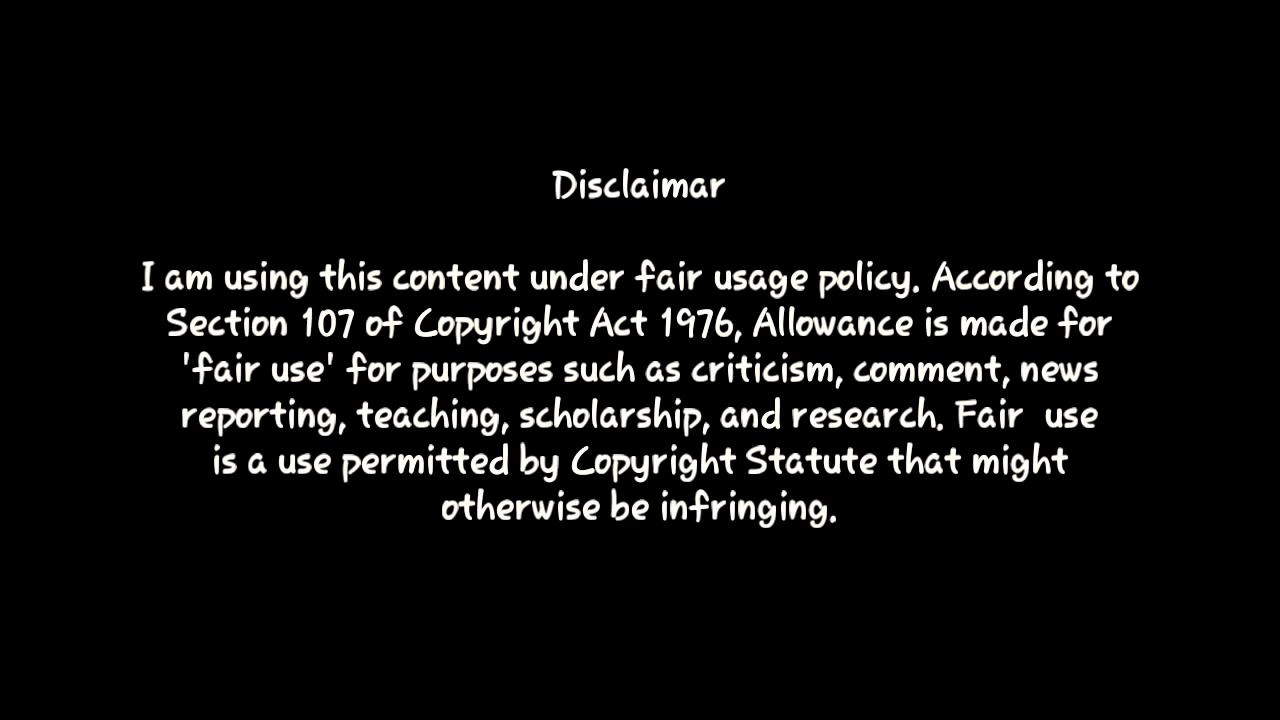 Disclaimar
I am using this content under fair usage policy. According to
Section 107 of Copyright Act 1976, Allowance is made for
'fair use' for purposes such as criticism, comment, news
reporting, teaching, scholarship, and research. Fair  use
is a use permitted by Copyright Statute that might
otherwise be infringing.